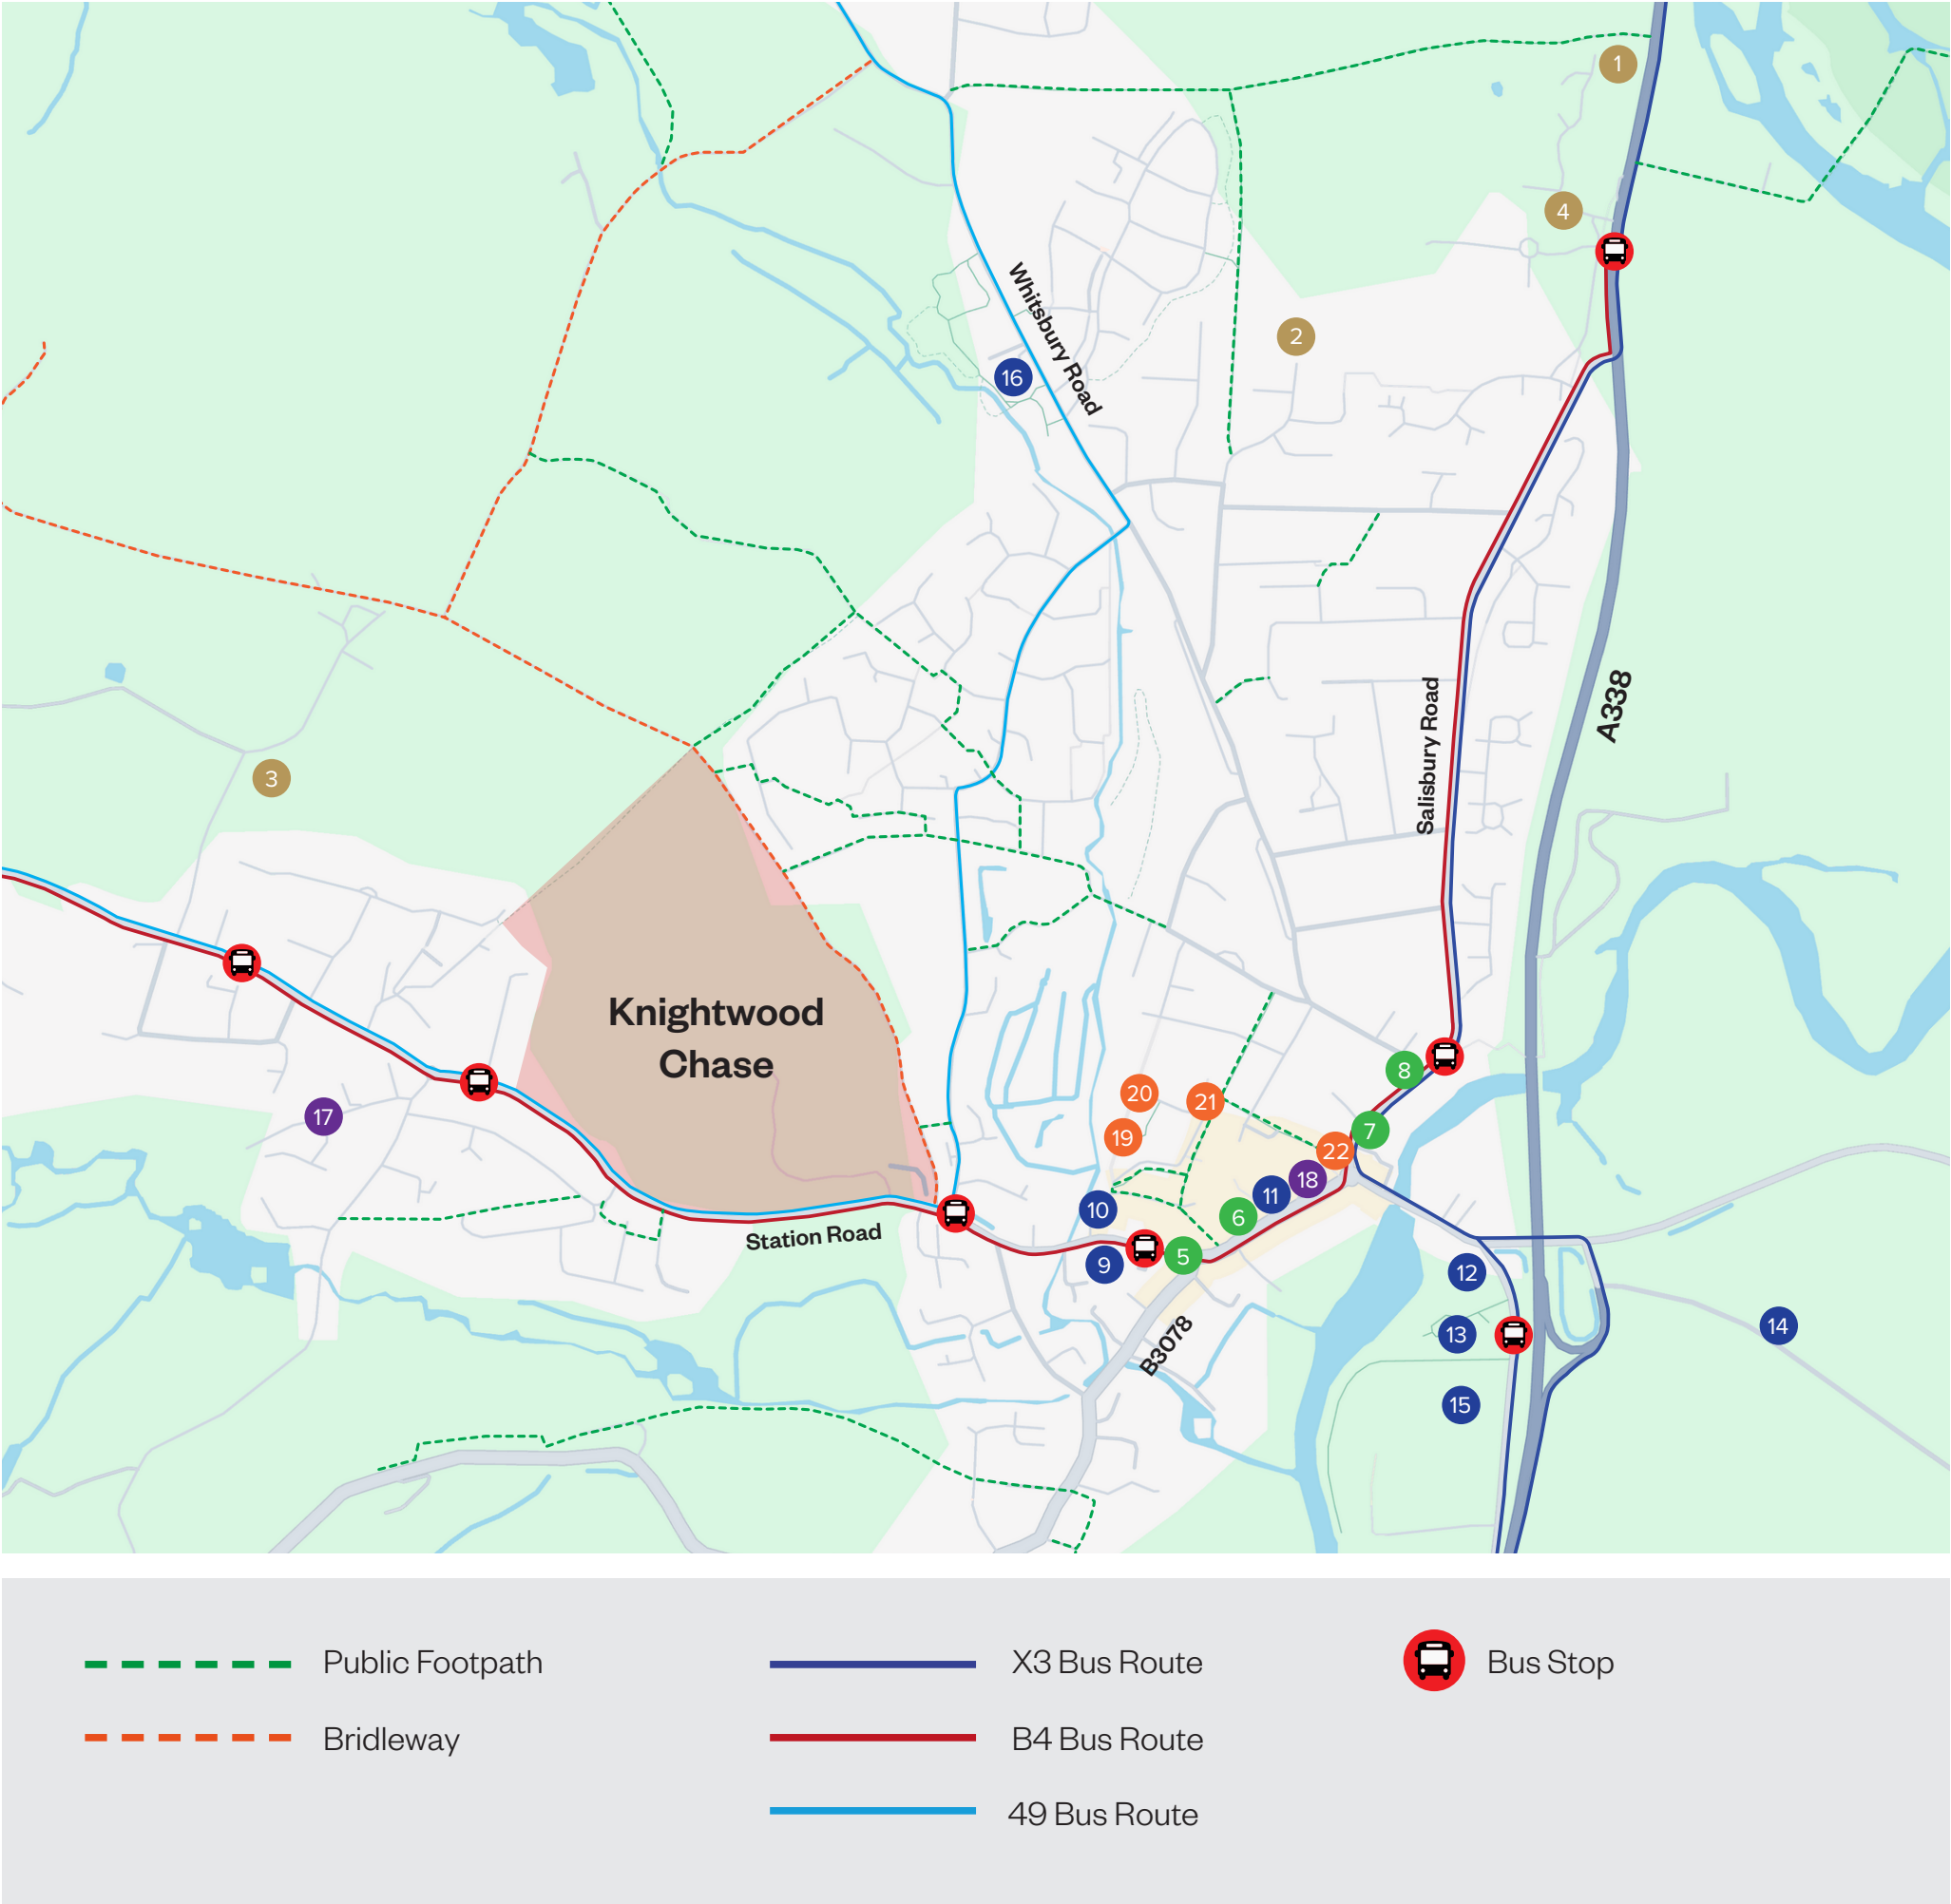 1
4
Whitsbury Road
2
16
Salisbury Road
A338
3
Knightwood
Chase
8
20
21
17
7
19
22
18
11
10
6
Station Road
5
9
12
14
13
B3078
15
Public Footpath
X3 Bus Route
Bus Stop
Bridleway
B4 Bus Route
49 Bus Route